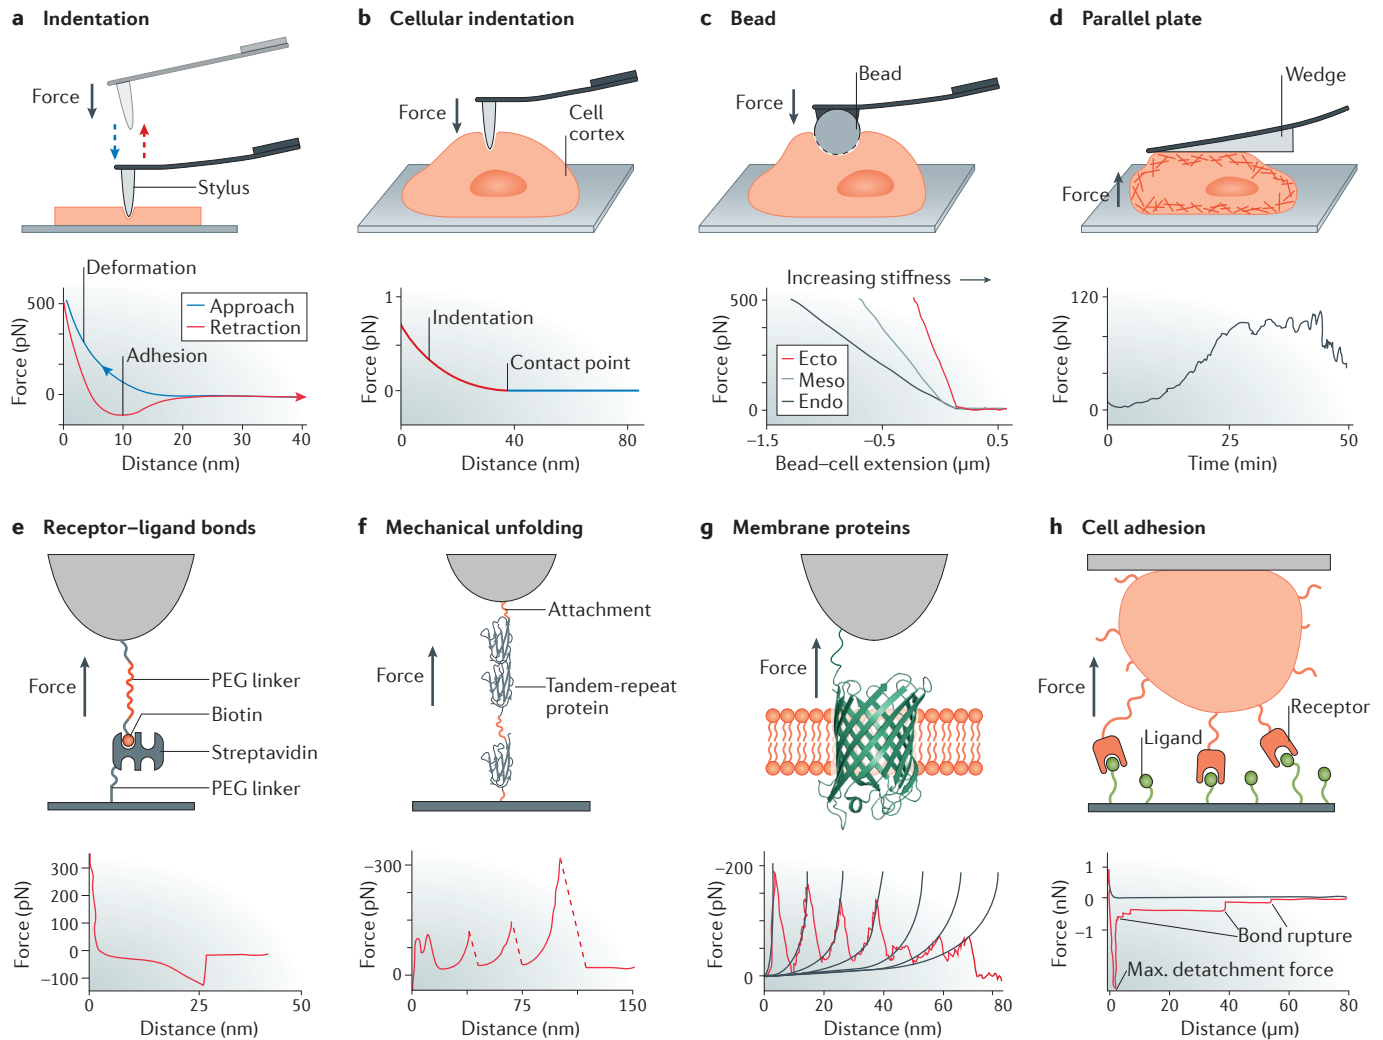 a Indentation
Force
Stylus
Deformation
500
0
Approach
Retraction
Adhesion
Force (pN)
0 10 20 30 40
Distance (nm)
b Cellular indentation
Force
Cell
cortex
1
0
Indentation
Contact point
Force (pN)
0 40 80
Distance (nm)
c Bead
Bead
Force
Increasing stiffness
500
0
Ecto
Meso
Endo
Force (pN)
−1.5 −0.5 0.5
Bead–cell extension (μm)
d Parallel plate
Wedge
Force
120
0
Force (pN)
0 25 50
Time (min)
e Receptor–ligand bonds
Force
PEG linker
Biotin
Streptavidin
PEG linker
300
200
100
0
−100
Force (pN)
0 25 50
Distance (nm)
f Mechanical unfolding
Attachment
Force
Tandem-repeat
protein
−300
0
Force (pN)
0 75 150
Distance (nm)
g Membrane proteins
Force
−200
0
Force (pN)
0 20 40 60 80
Distance (nm)
h Cell adhesion
Force
Receptor
Ligand
1
0
−1
Bond rupture
Max. detatchment force
Force (nN)
0 20 40 60 80
Distance (μm)